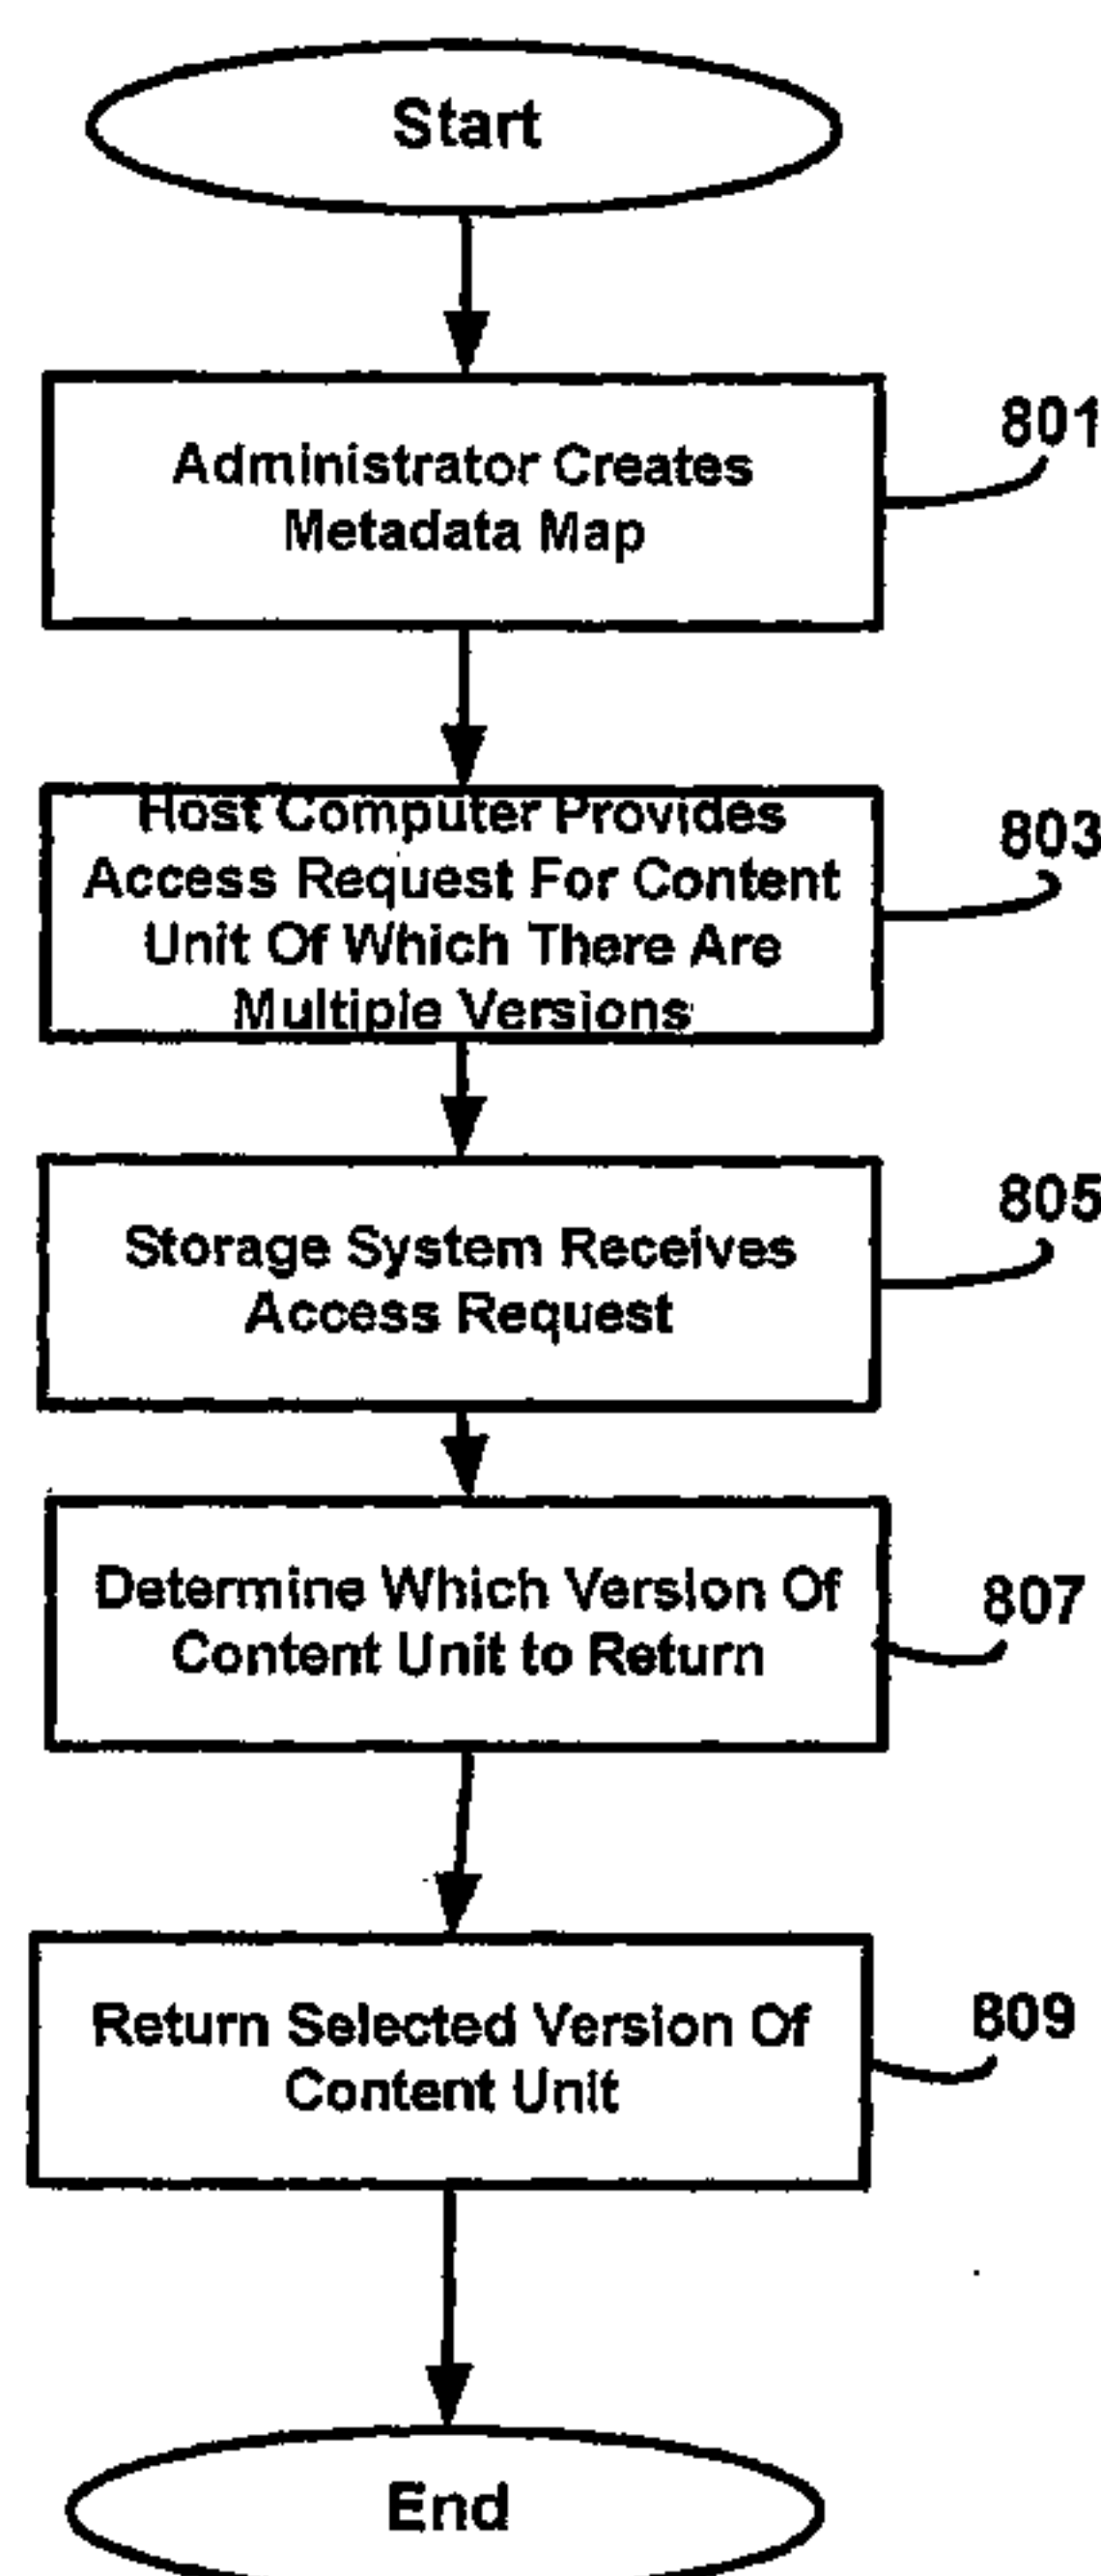 Start
Administrator Creates
Metadata Map
801
Host Computer Provides
Access Request For Content
Unit Of Which There Are
Multiple Versions
803
Storage System Receives
Access Request
805
Determine Which Version Of
Content Unit to Return
807
Return Selected Version Of
Content Unit
809
End